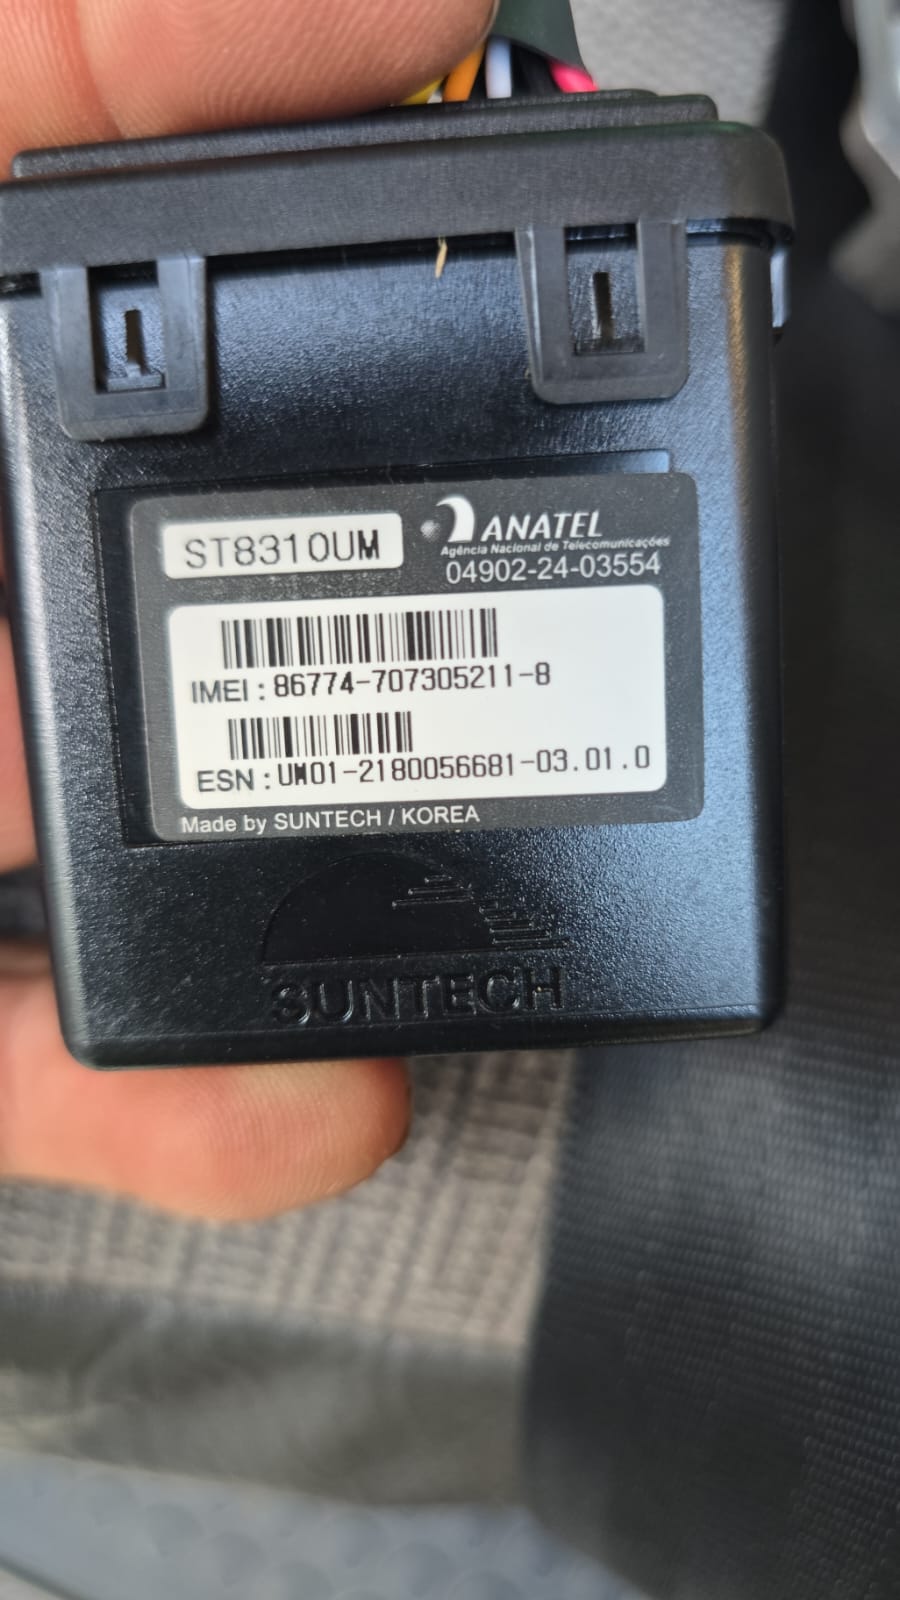 ST8310UM
ANATEL
Agência Nacional de Telecomunicações
04902-24-03554
IMEI : 86774-707305211-8
ESN : UM01-2180056681-03.01.0
Made by SUNTECH / KOREA
SUNTECH